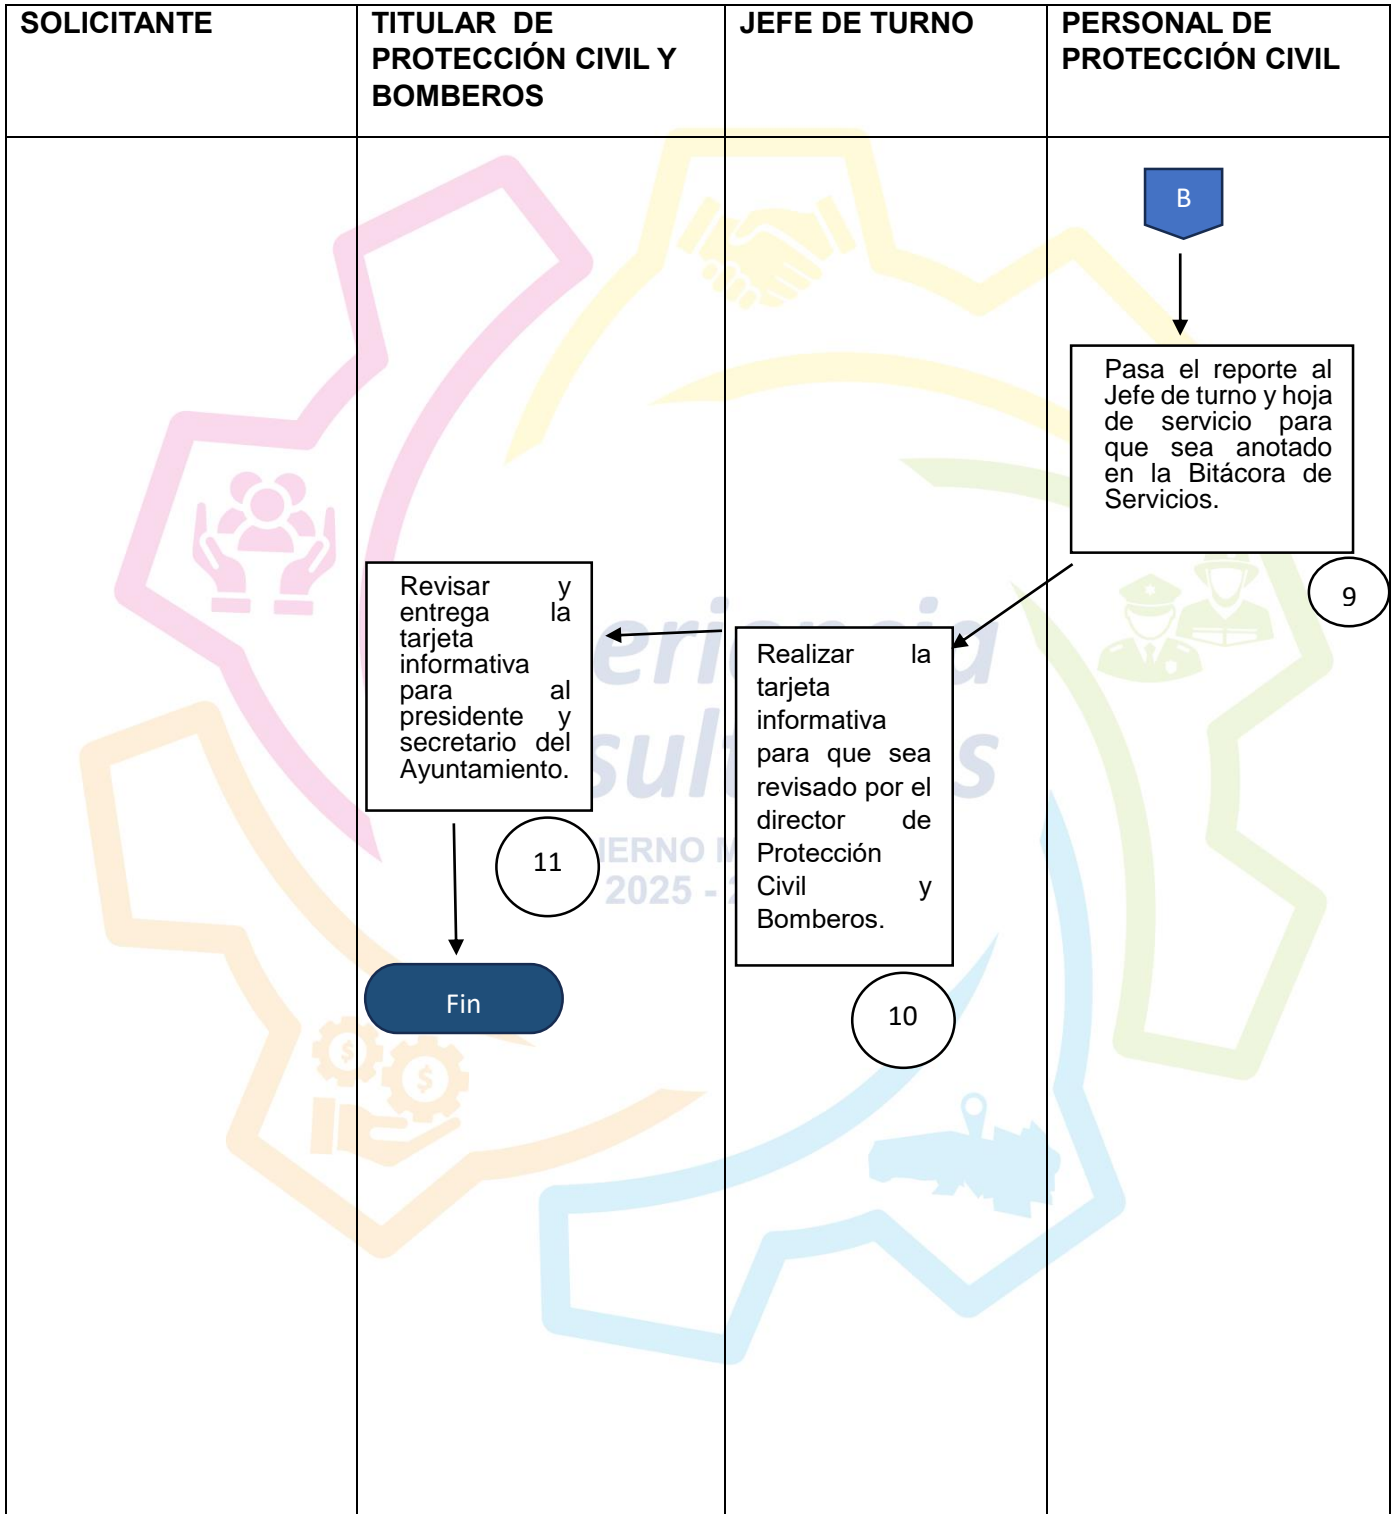 SOLICITANTE
TITULAR DE
PROTECCIÓN CIVIL Y
BOMBEROS
JEFE DE TURNO
PERSONAL DE
PROTECCIÓN CIVIL
B
Pasa el reporte al
Jefe de turno y hoja
de servicio para
que sea anotado
en la Bitácora de
Servicios.
9
Realizar la
tarjeta
informativa
para que sea
revisado por el
director de
Protección
Civil y
Bomberos.
10
Revisar y
entrega la
tarjeta
informativa
para al
presidente y
secretario del
Ayuntamiento.
11
Fin
2025 -